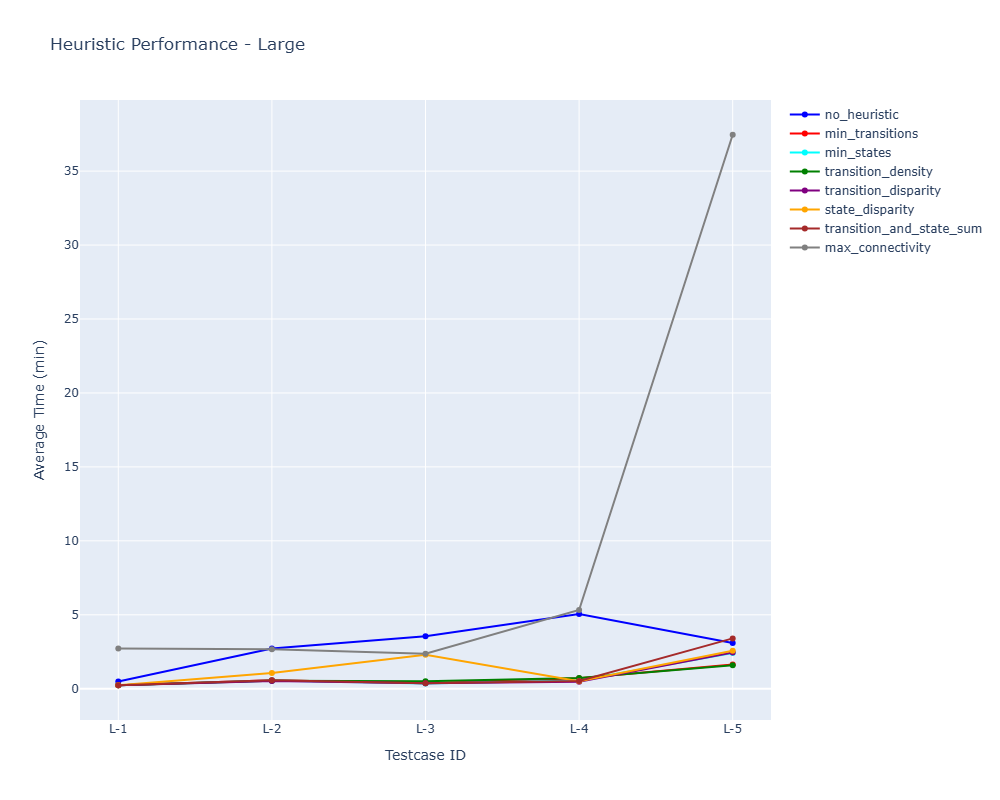 Heuristic Performance - Large
no_heuristic
min_transitions
min_states
transition_density
transition_disparity
state_disparity
transition_and_state_sum
max_connectivity
Average Time (min)
35
30
25
20
15
10
5
0
L-1 L-2 L-3 L-4 L-5
Testcase ID